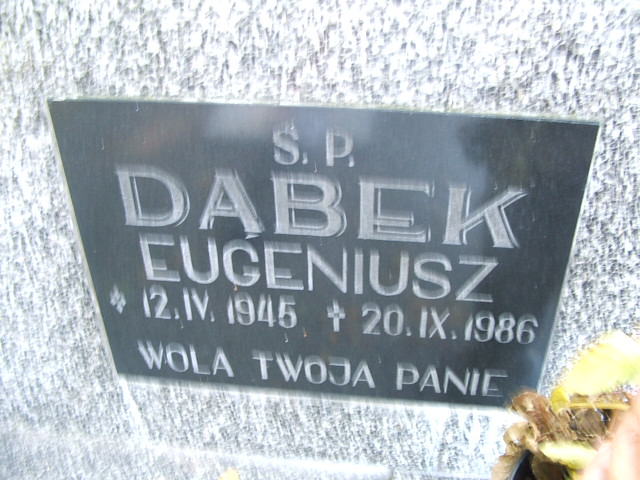 Ś. P.
DĄBEK
EUGENIUSZ
12. IV. 1945 ✝ 20. IX. 1986
WOLA TWOJA PANIE